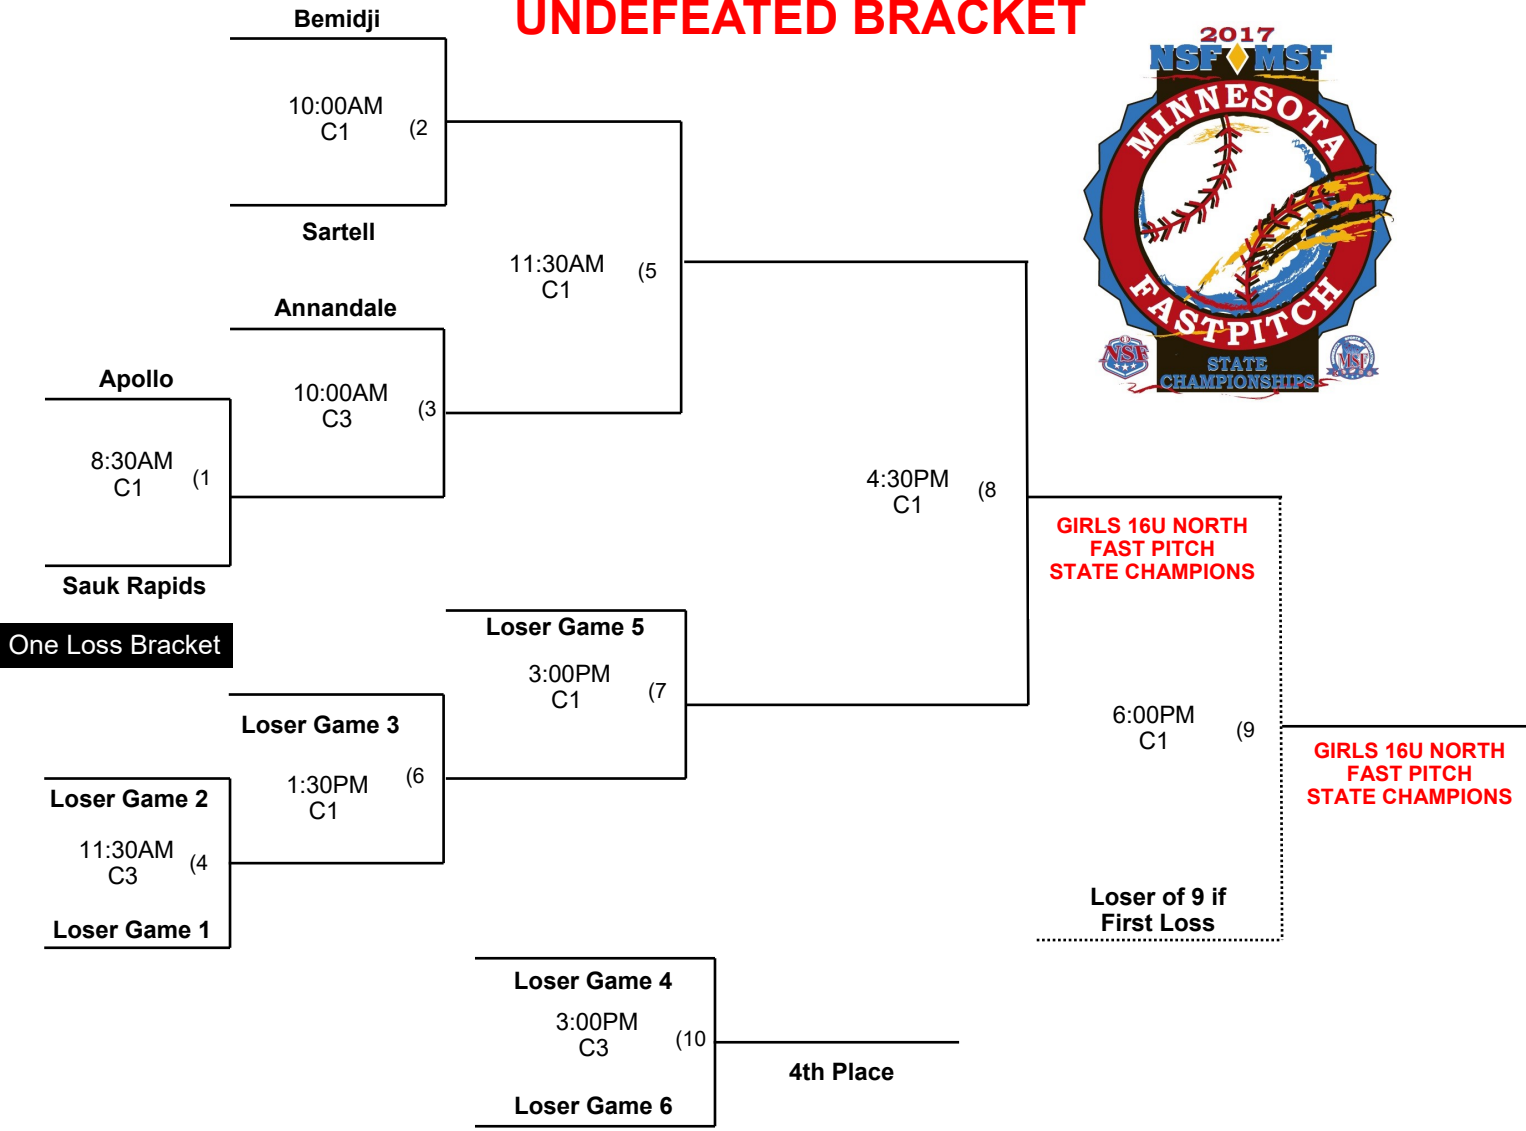 UNDEFEATED BRACKET
Bemidji
10:00AM
C1
(2
Sartell
2017
NSF MSF
MINNESOTA
FASTPITCH
NSF
MSF
STATE
CHAMPIONSHIPS
11:30AM
C1
(5
Annandale
10:00AM
C3
(3
Apollo
8:30AM
C1
(1
Sauk Rapids
4:30PM
C1
(8
GIRLS 16U NORTH
FAST PITCH
STATE CHAMPIONS
One Loss Bracket
Loser Game 5
3:00PM
C1
(7
Loser Game 3
1:30PM
C1
(6
Loser Game 2
11:30AM
C3
(4
Loser Game 1
6:00PM
C1
(9
GIRLS 16U NORTH
FAST PITCH
STATE CHAMPIONS
Loser of 9 if
First Loss
Loser Game 4
3:00PM
C3
(10
4th Place
Loser Game 6